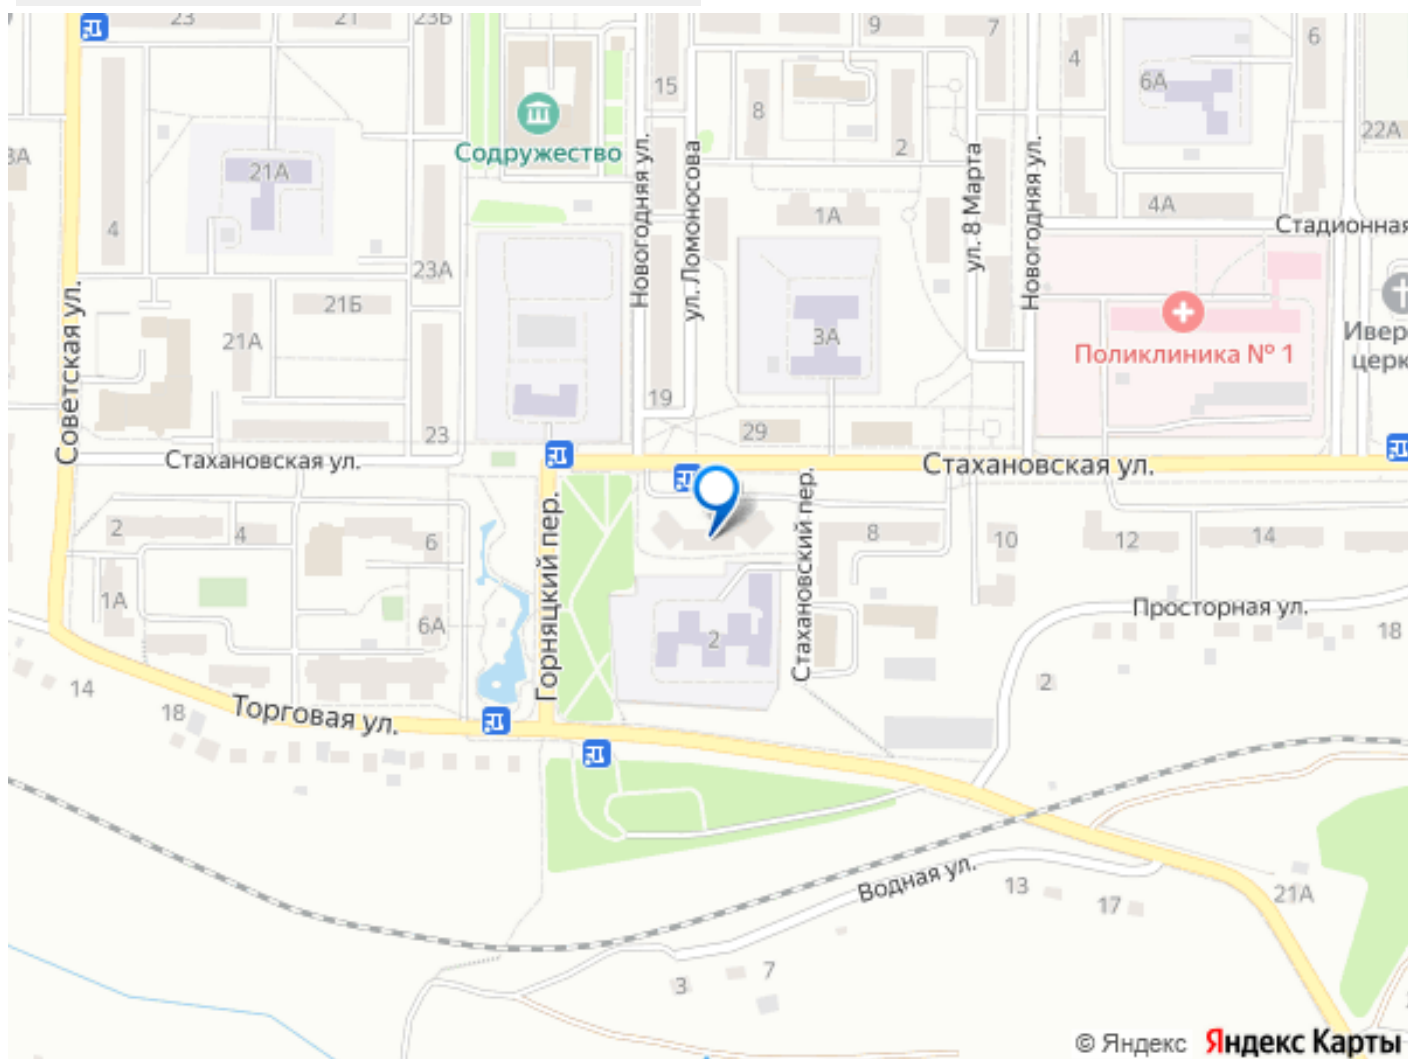 23
21
23Б
9
7
6
4
6А
15
8
2
22А
3А
Содружество
21А
4
Новогодняя ул.
ул. Ломоносова
ул. 8 Марта
Новогодняя ул.
4А
1А
Стадионная
23А
21Б
21А
3А
Поликлиника № 1
Ивер
церк
Советская ул.
19
29
23
Стахановская ул.
Стахановская ул.
2
4
6
8
10
12
14
1А
6А
Горняцкий пер.
Стахановский пер.
2
Просторная ул.
18
2
14
18
Торговая ул.
Водная ул.
13
17
21А
3
7
© Яндекс
Яндекс Карты